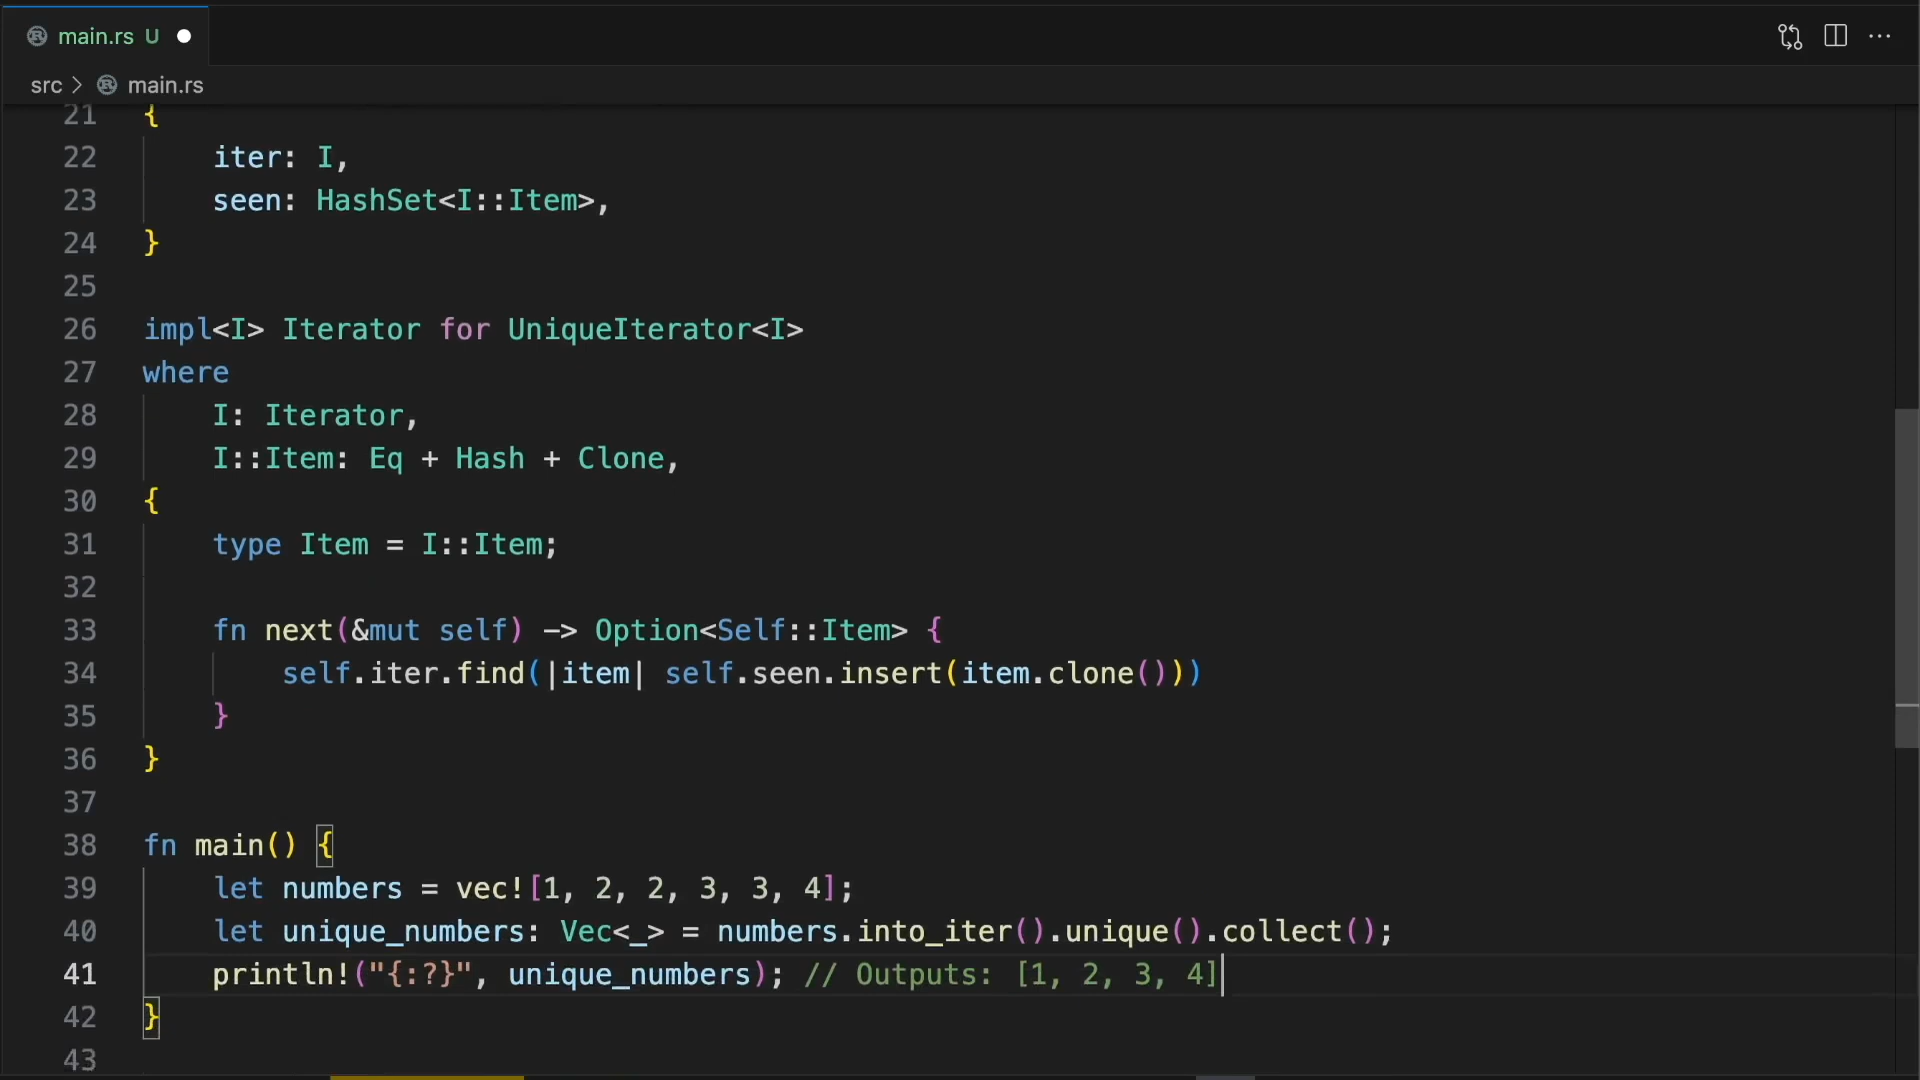 main.rs U
src > main.rs
21 {
22     iter: I,
23     seen: HashSet<I::Item>,
24 }
25
26 impl<I> Iterator for UniqueIterator<I>
27 where
28     I: Iterator,
29     I::Item: Eq + Hash + Clone,
30 {
31     type Item = I::Item;
32
33     fn next(&mut self) -> Option<Self::Item> {
34         self.iter.find(|item| self.seen.insert(item.clone()))
35     }
36 }
37
38 fn main() {
39     let numbers = vec![1, 2, 2, 3, 3, 4];
40     let unique_numbers: Vec<_> = numbers.into_iter().unique().collect();
41     println!("{:?}", unique_numbers); // Outputs: [1, 2, 3, 4]
42 }
43